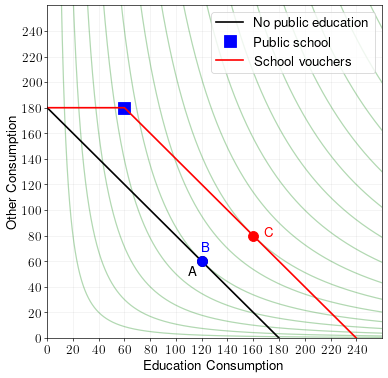 No public education
Public school
School vouchers
260
240
220
200
180
160
140
120
100
80
60
40
20
0
Other Consumption
B
A
C
0 20 40 60 80 100 120 140 160 180 200 220 240
Education Consumption